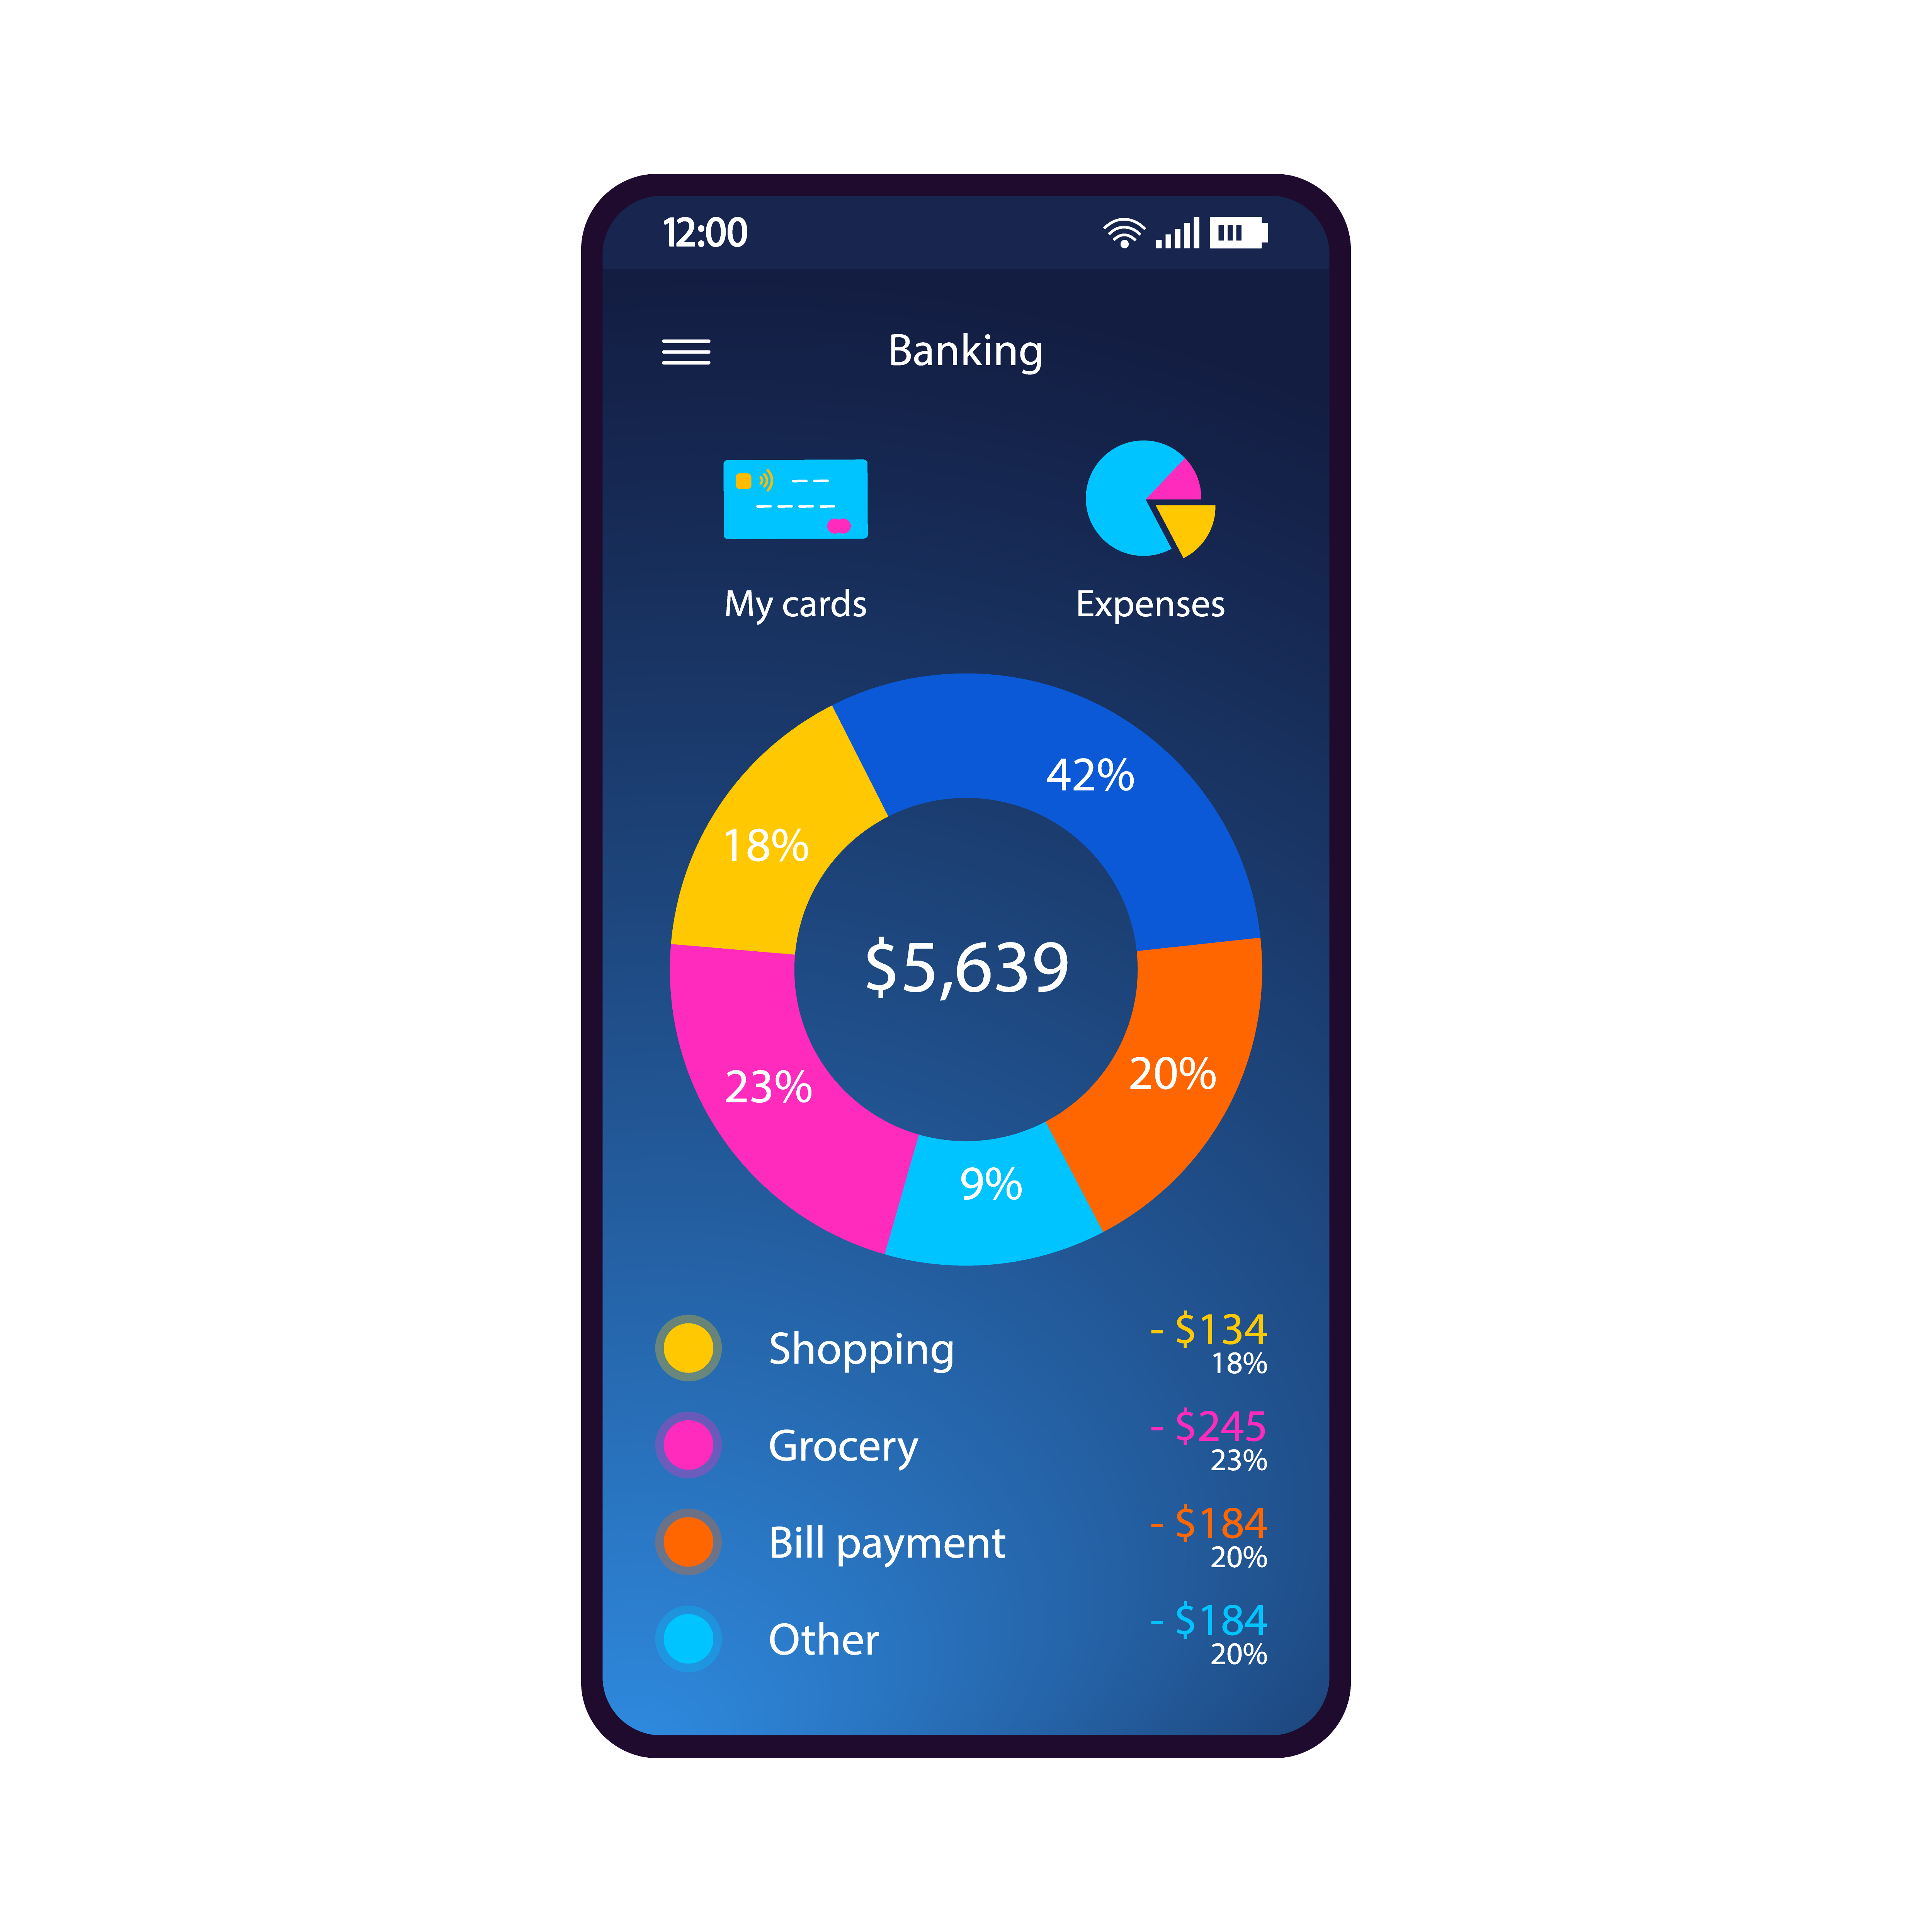 12:00
Banking
My cards
Expenses
42%
18%
$5,639
20%
23%
9%
Shopping
- $134
18%
Grocery
- $245
23%
Bill payment
- $184
20%
Other
- $184
20%